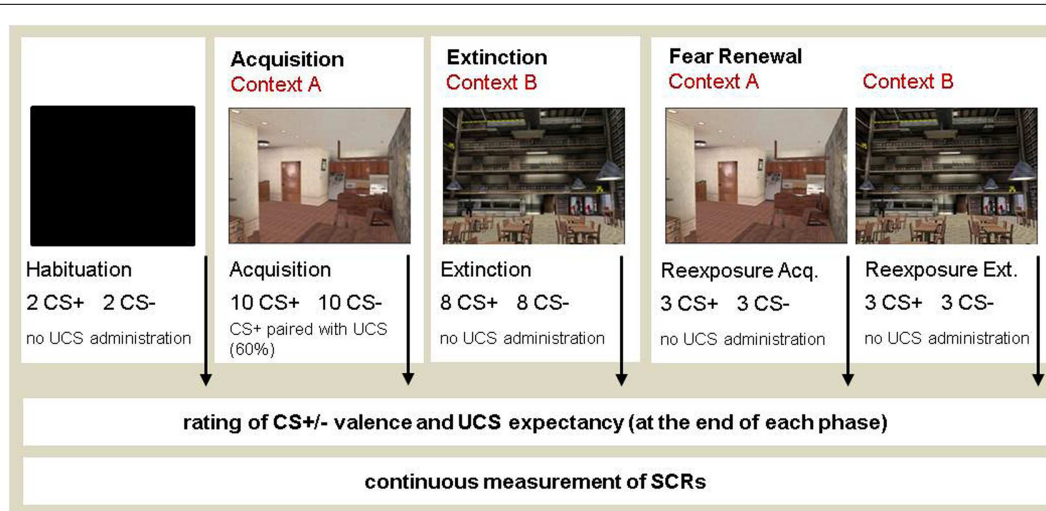 Acquisition
Context A
Extinction
Context B
Fear Renewal
Context A
Context B
Habituation
2 CS+ 2 CS-
no UCS administration
Acquisition
10 CS+ 10 CS-
CS+ paired with UCS
(60%)
Extinction
8 CS+ 8 CS-
no UCS administration
Reexposure Acq.
3 CS+ 3 CS-
no UCS administration
Reexposure Ext.
3 CS+ 3 CS-
no UCS administration
rating of CS+/- valence and UCS expectancy (at the end of each phase)
continuous measurement of SCRs